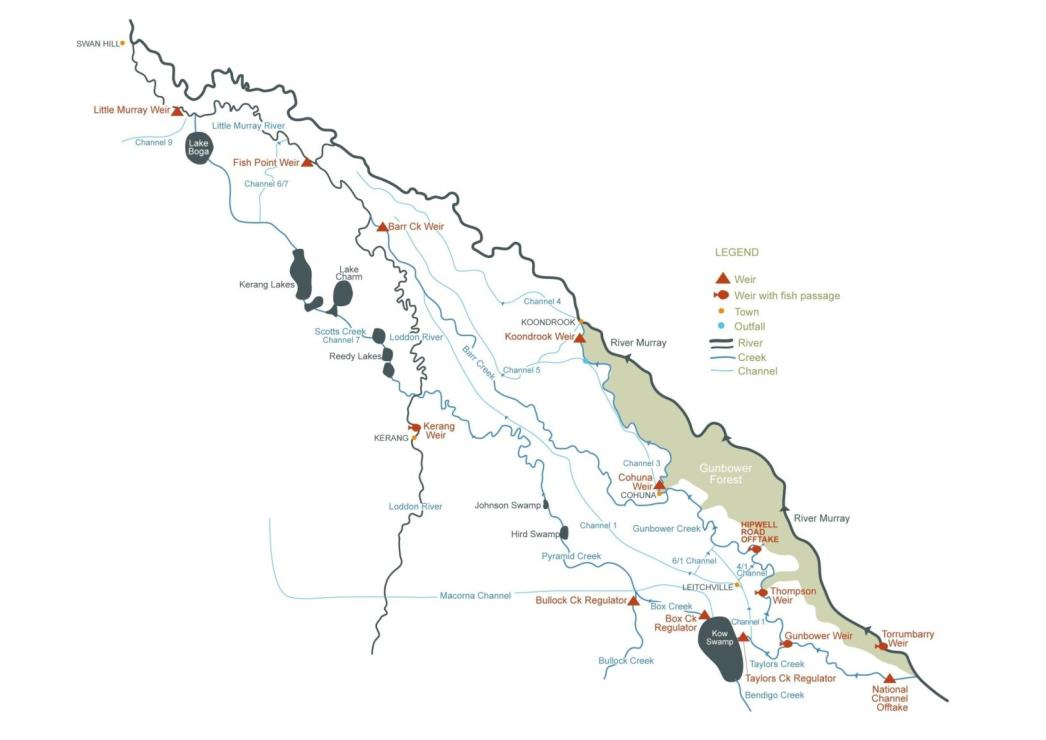 SWAN HILL
Little Murray Weir
Little Murray River
Channel 9
Lake
Boga
Fish Point Weir
Channel 6/7
Barr Ck Weir
LEGEND
Weir
Weir with fish passage
Town
Outfall
River
Creek
Channel
Kerang Lakes
Lake
Charm
Channel 4
KOONDROOK
Koondrook Weir
River Murray
Scotts Creek
Channel 7
Loddon River
Reedy Lakes
Barr Creek
Channel 5
Kerang
Weir
KERANG
Channel 3
Gunbower
Forest
Cohuna
Weir
COHUNA
Johnson Swamp
Loddon River
Hird Swamp
Channel 1
Gunbower Creek
HIPWELL
ROAD
OFFTAKE
River Murray
Pyramid Creek
6/1 Channel
4/1
Channel
LEITCHVILLE
Thompson
Weir
Macorna Channel
Bullock Ck Regulator
Box Creek
Box Ck
Regulator
Channel 1
Kow
Swamp
Gunbower Weir
Torrumbarry
Weir
Bullock Creek
Taylors Creek
Taylors Ck Regulator
Bendigo Creek
National
Channel
Offtake